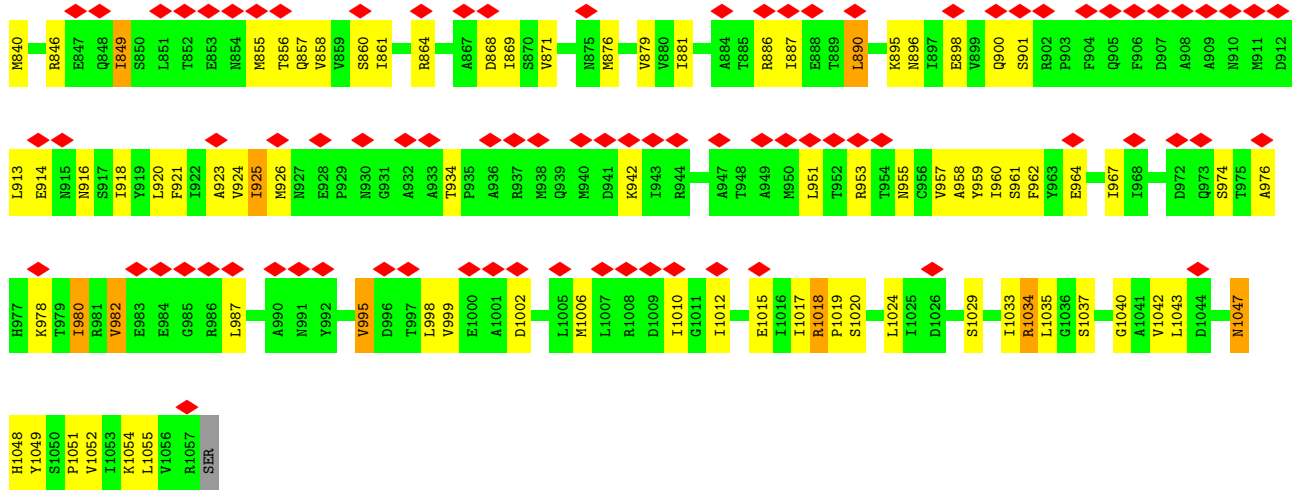 M840 R846 E847 Q848 I849 S850 L851 T852 E853 N854 M855 T856 Q857 V858 V859 S860 I861 R864 A867 D868 I869 S870 V871 N875 M876 V879 V880 I881 A884 T885 R886 I887 E888 T889 L890 K895 N896 I897 E898 V899 Q900 S901 R902 P903 F904 Q905 F906 D907 A908 A909 N910 M911 D912
L913 E914 N915 N916 S917 I918 Y919 L920 F921 I922 A923 V924 I925 M926 N927 E928 P929 N930 G931 A932 A933 T934 P935 A936 R937 M938 Q939 M940 D941 K942 I943 R944 A947 T948 A949 M950 L951 T952 R953 T954 N955 C956 V957 A958 Y959 I960 S961 F962 Y963 E964 I967 I968 D972 Q973 S974 T975 A976
H977 K978 T979 I980 R981 V982 E983 E984 G985 R986 L987 A990 N991 Y992 V995 D996 T997 L998 V999 E1000 A1001 D1002 L1005 M1006 L1007 R1008 D1009 I1010 G1011 I1012 E1015 I1016 I1017 R1018 P1019 S1020 L1024 I1025 D1026 S1029 I1033 R1034 L1035 G1036 S1037 G1040 A1041 V1042 L1043 D1044 N1047
H1048 Y1049 S1050 P1051 V1052 I1053 K1054 L1055 V1056 R1057 SER